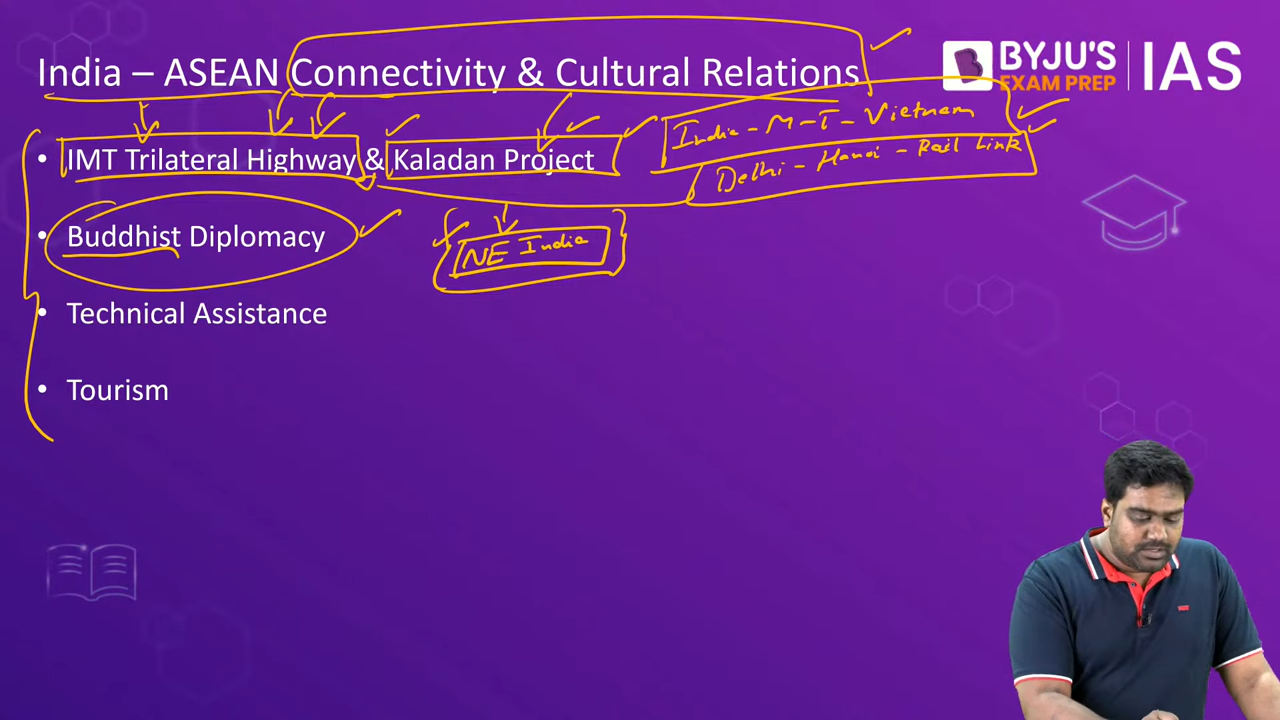 India – ASEAN Connectivity & Cultural Relations
BYJU'S
EXAM PREP
IAS
• IMT Trilateral Highway & Kaladan Project
India - M - T - Vietnam
Delhi - Hanoi - Rail Link
• Buddhist Diplomacy
NE India
• Technical Assistance
• Tourism